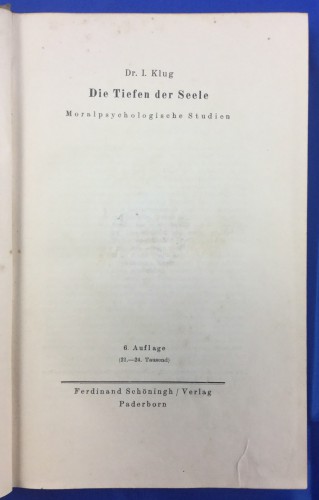 Dr. I. Klug
Die Tiefen der Seele
Moralpsychologische Studien
6. Auflage
(21.—24. Tausend)
Ferdinand Schöningh / Verlag
Paderborn